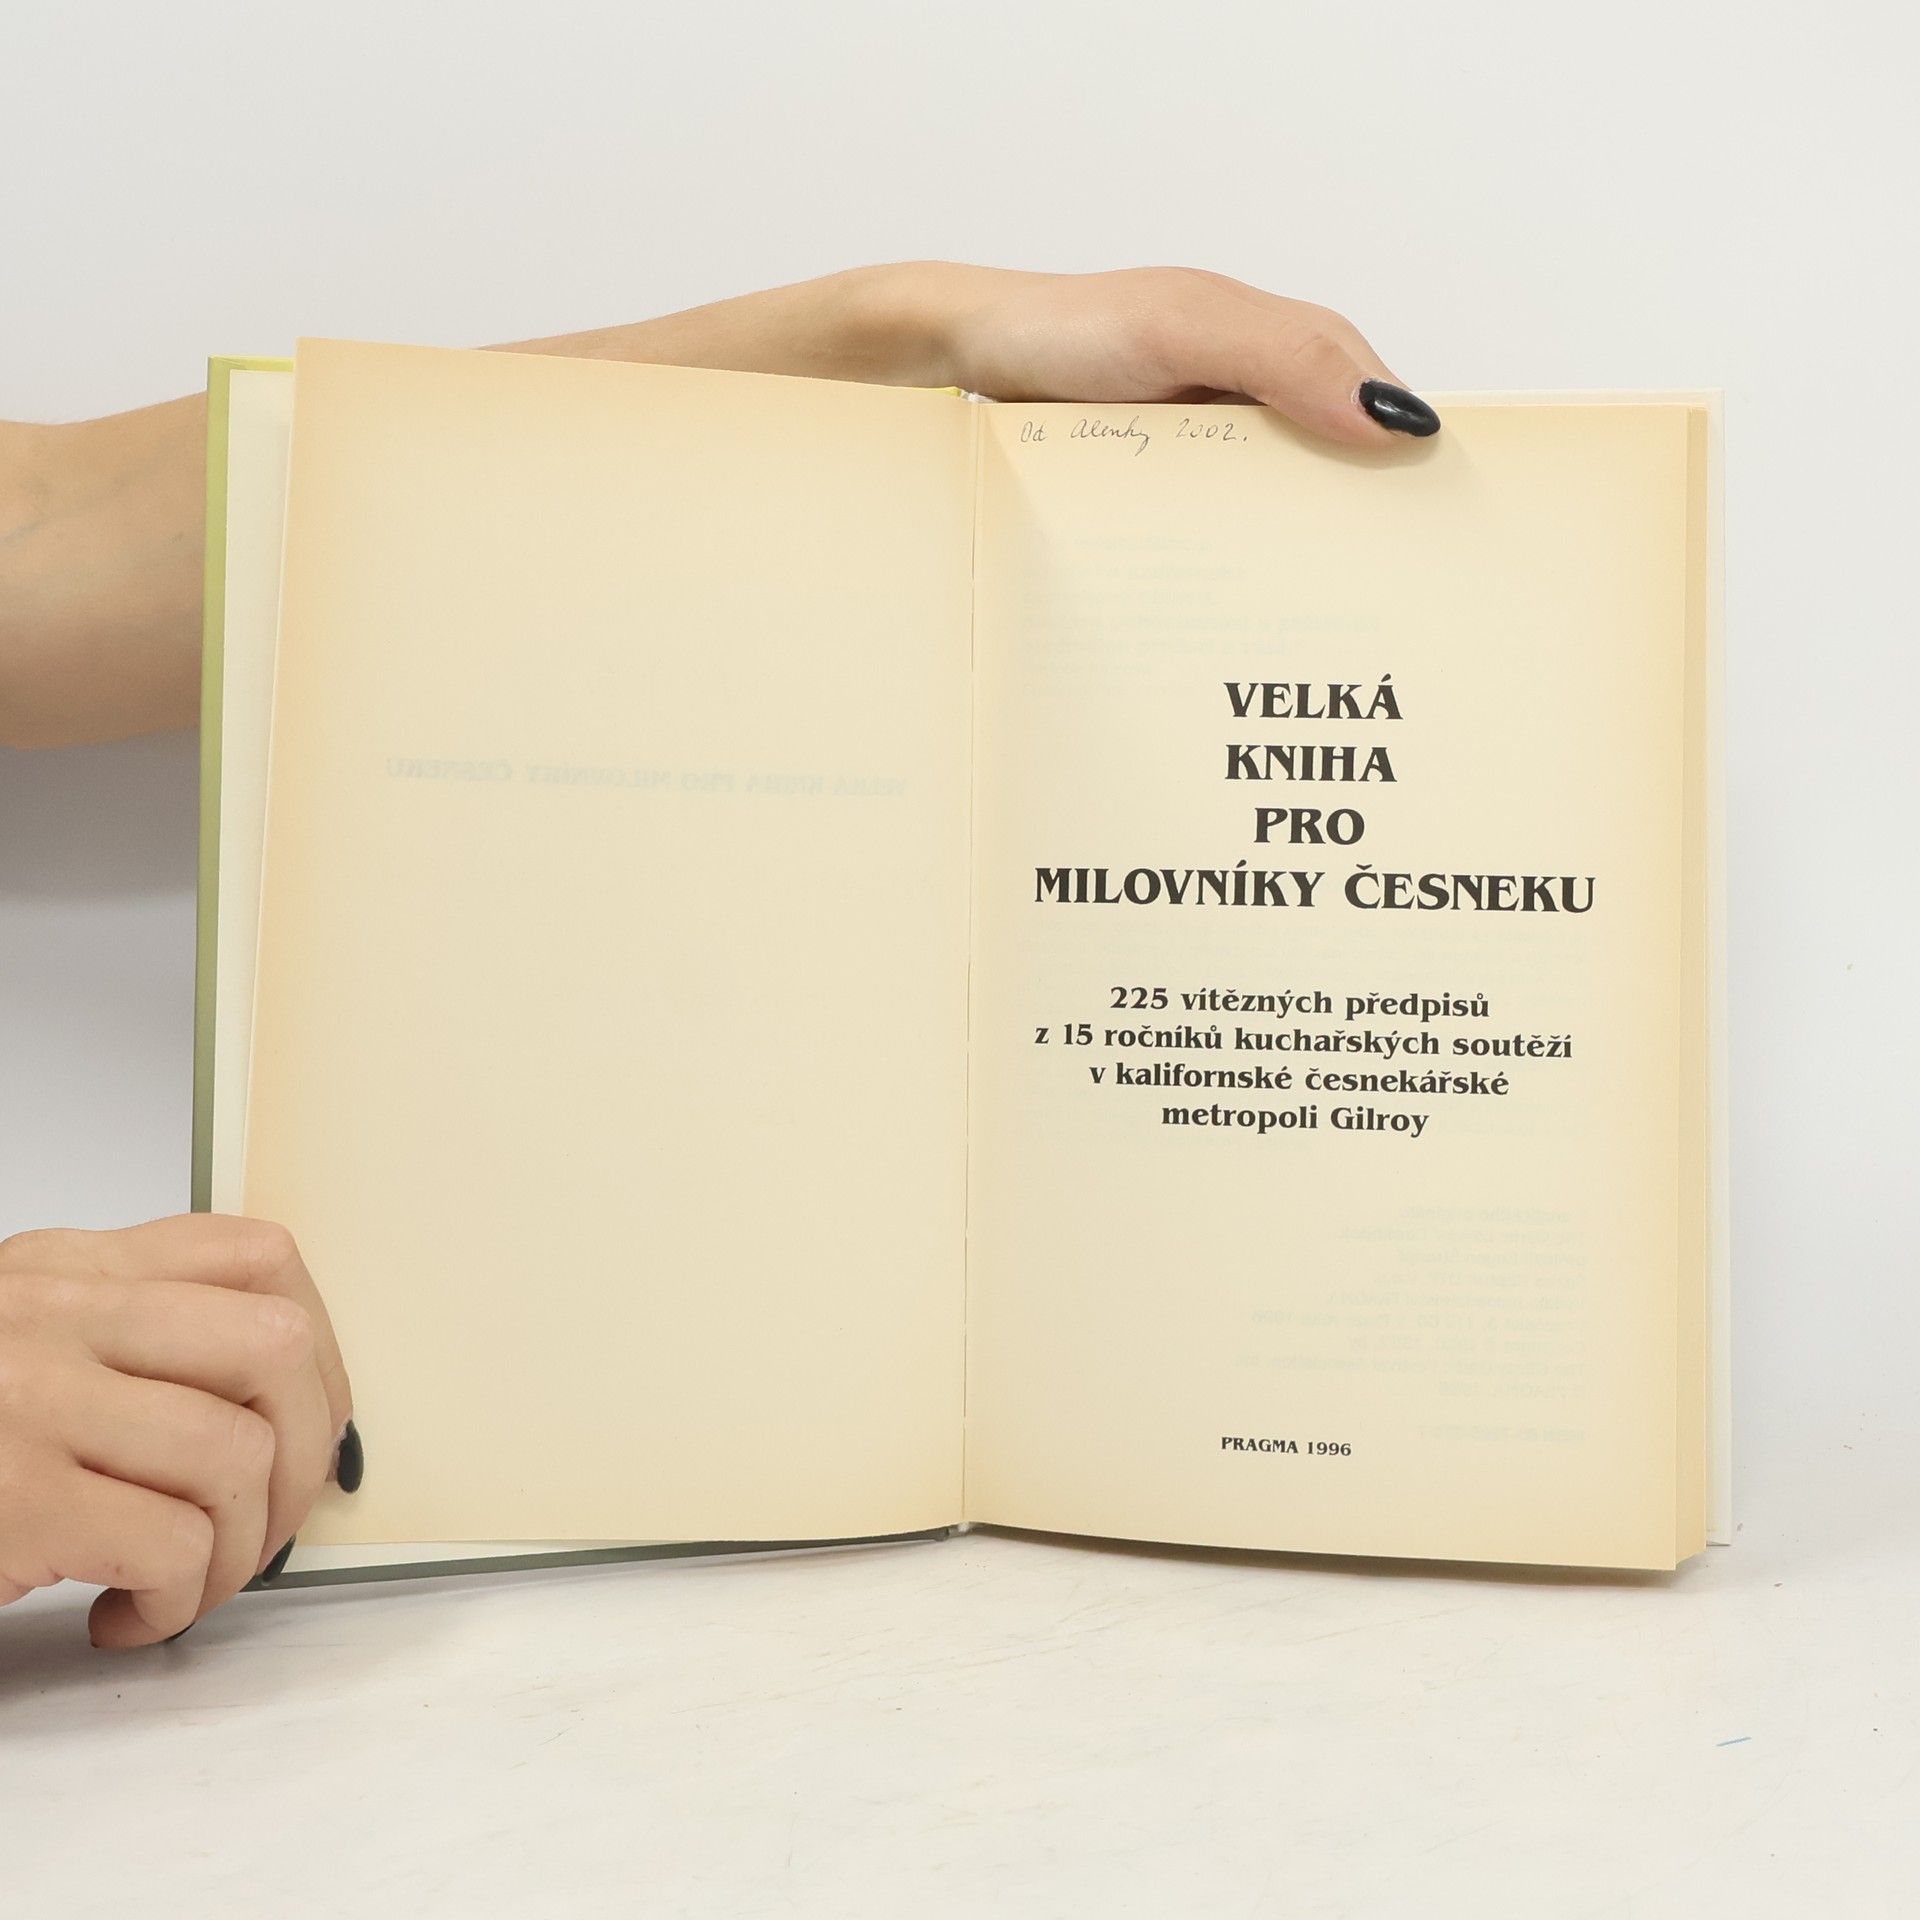 Od Alenky 2002.
VELKÁ
KNIHA
PRO
MILOVNÍKY ČESNEKU
225 vítězných předpisů
z 15 ročníků kuchařských soutěží
v kalifornské česnekářské
metropoli Gilroy
PRAGMA 1996